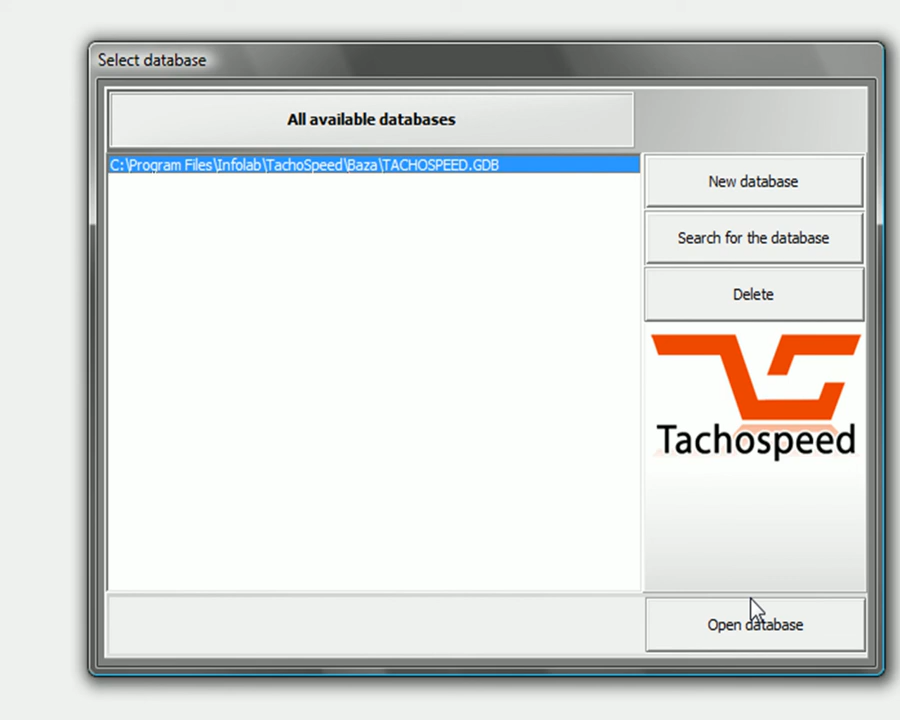 Select database
All available databases
C:\Program Files\Infolab\TachoSpeed\Baza\TACHOSPEED.GDB
New database
Search for the database
Delete
Tachospeed
Open database